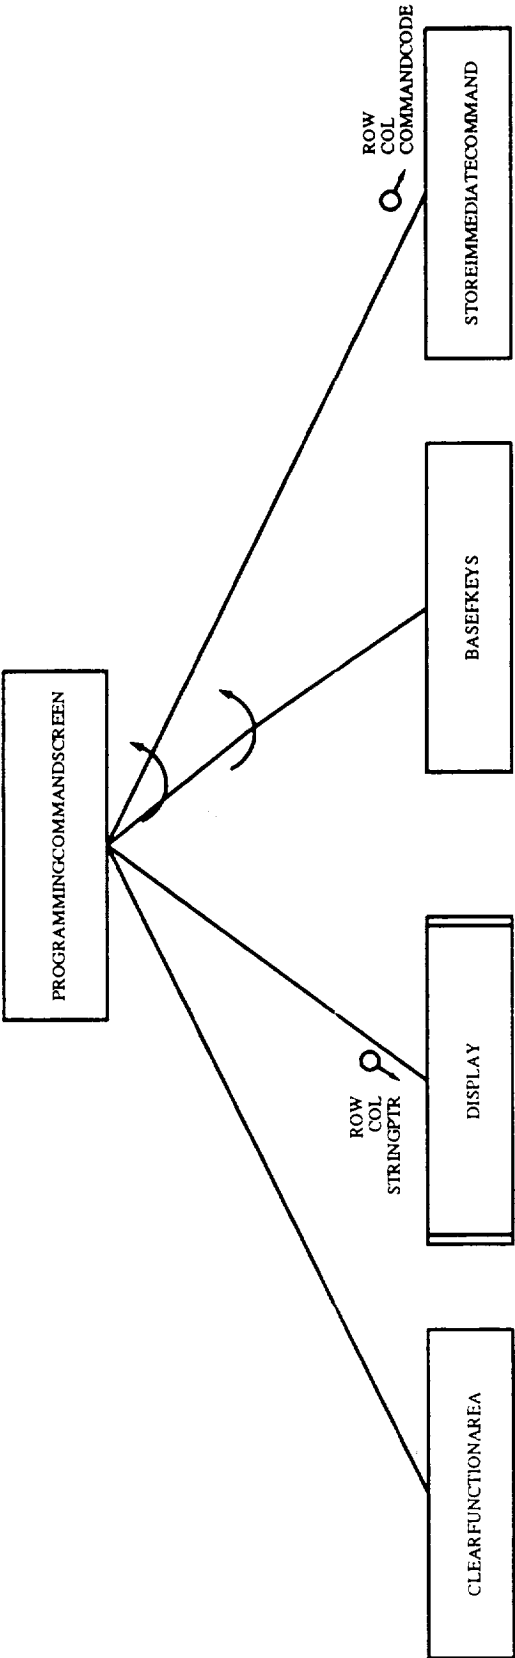 PROGRAMMINGCOMMANDSCREEN
ROW
COL
STRINGPTR
ROW
COL
COMMANDCODE
CLEARFUNCTIONAREA
DISPLAY
BASEFKEYS
STOREIMMEDIATECOMMAND